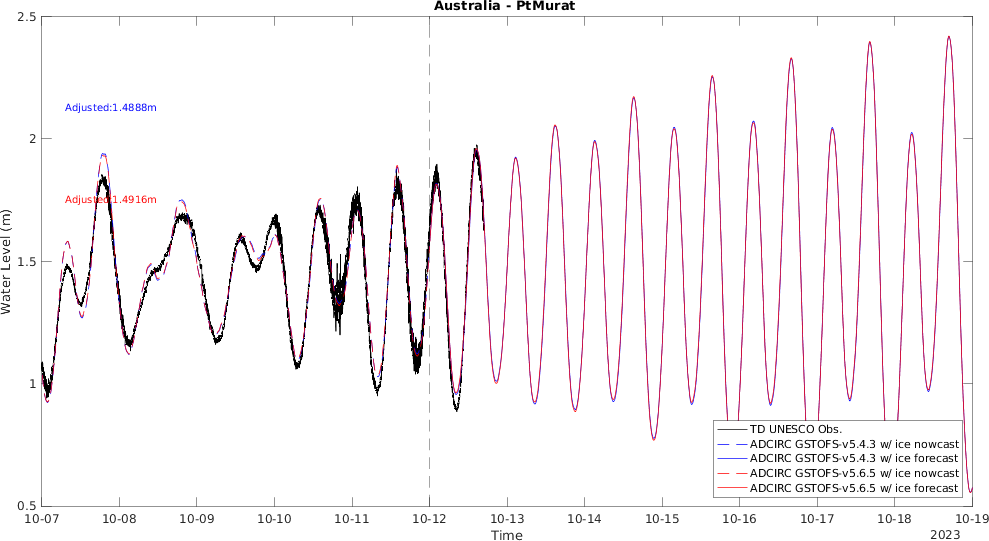 Australia - PtMurat
2.5
2
1.5
1
0.5
Water Level (m)
Adjusted:1.4888m
Adjusted:1.4916m
TD UNESCO Obs.
ADCIRC GSTOFS-v5.4.3 w/ ice nowcast
ADCIRC GSTOFS-v5.4.3 w/ ice forecast
ADCIRC GSTOFS-v5.6.5 w/ ice nowcast
ADCIRC GSTOFS-v5.6.5 w/ ice forecast
10-07 10-08 10-09 10-10 10-11 10-12 10-13 10-14 10-15 10-16 10-17 10-18 10-19
Time
2023